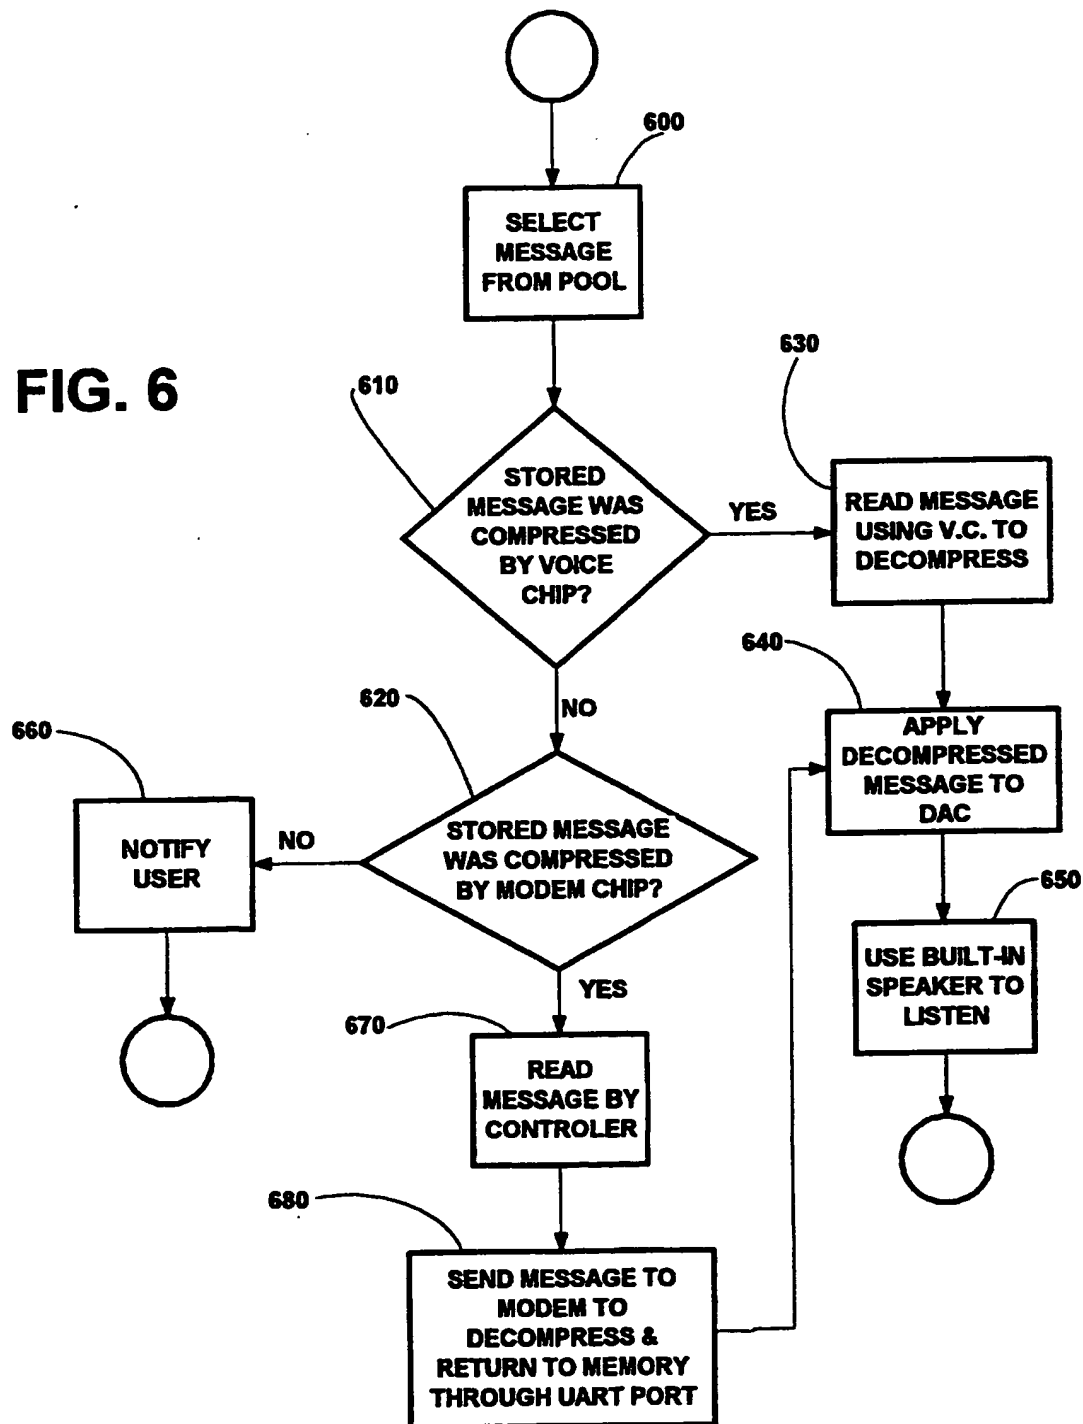 600
SELECT
MESSAGE
FROM POOL
FIG. 6
610
STORED
MESSAGE WAS
COMPRESSED
BY VOICE
CHIP?
YES
630
READ MESSAGE
USING V.C. TO
DECOMPRESS
NO
640
APPLY
DECOMPRESSED
MESSAGE TO
DAC
620
STORED MESSAGE
WAS COMPRESSED
BY MODEM CHIP?
NO
660
NOTIFY
USER
650
USE BUILT-IN
SPEAKER TO
LISTEN
YES
670
READ
MESSAGE BY
CONTROLER
680
SEND MESSAGE TO
MODEM TO
DECOMPRESS &
RETURN TO MEMORY
THROUGH UART PORT